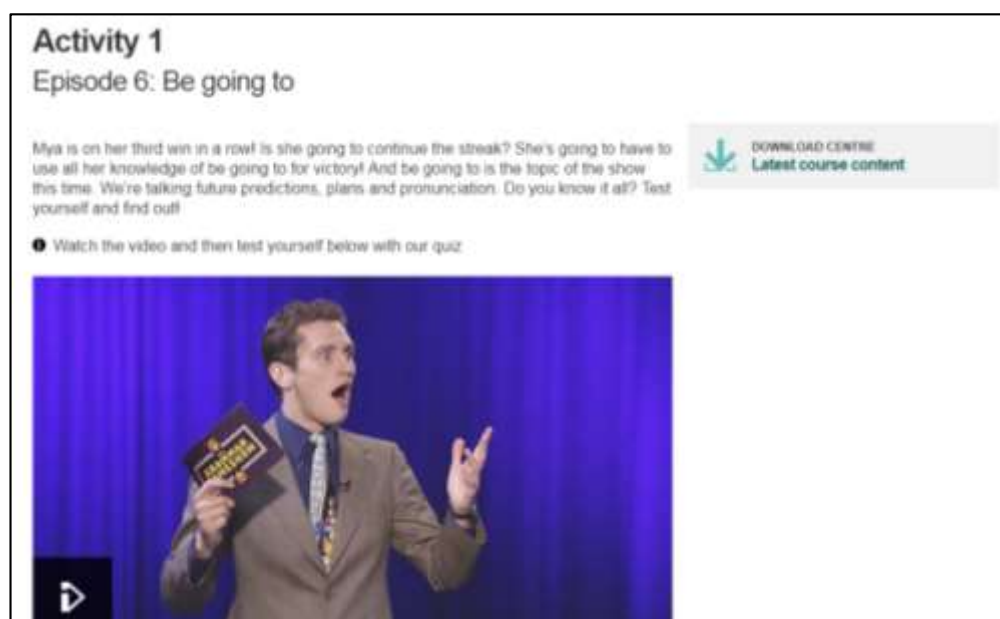 Activity 1
Episode 6: Be going to
Mya is on her third win in a row! Is she going to continue the streak? She's going to have to
use all her knowledge of be going to for victory! And be going to is the topic of the show
this time. We're talking future predictions, plans and pronunciation. Do you know it all? Test
yourself and find out!
Watch the video and then test yourself below with our quiz
DOWNLOAD CENTRE
Latest course content
GRAMMAR
GAMESHOW